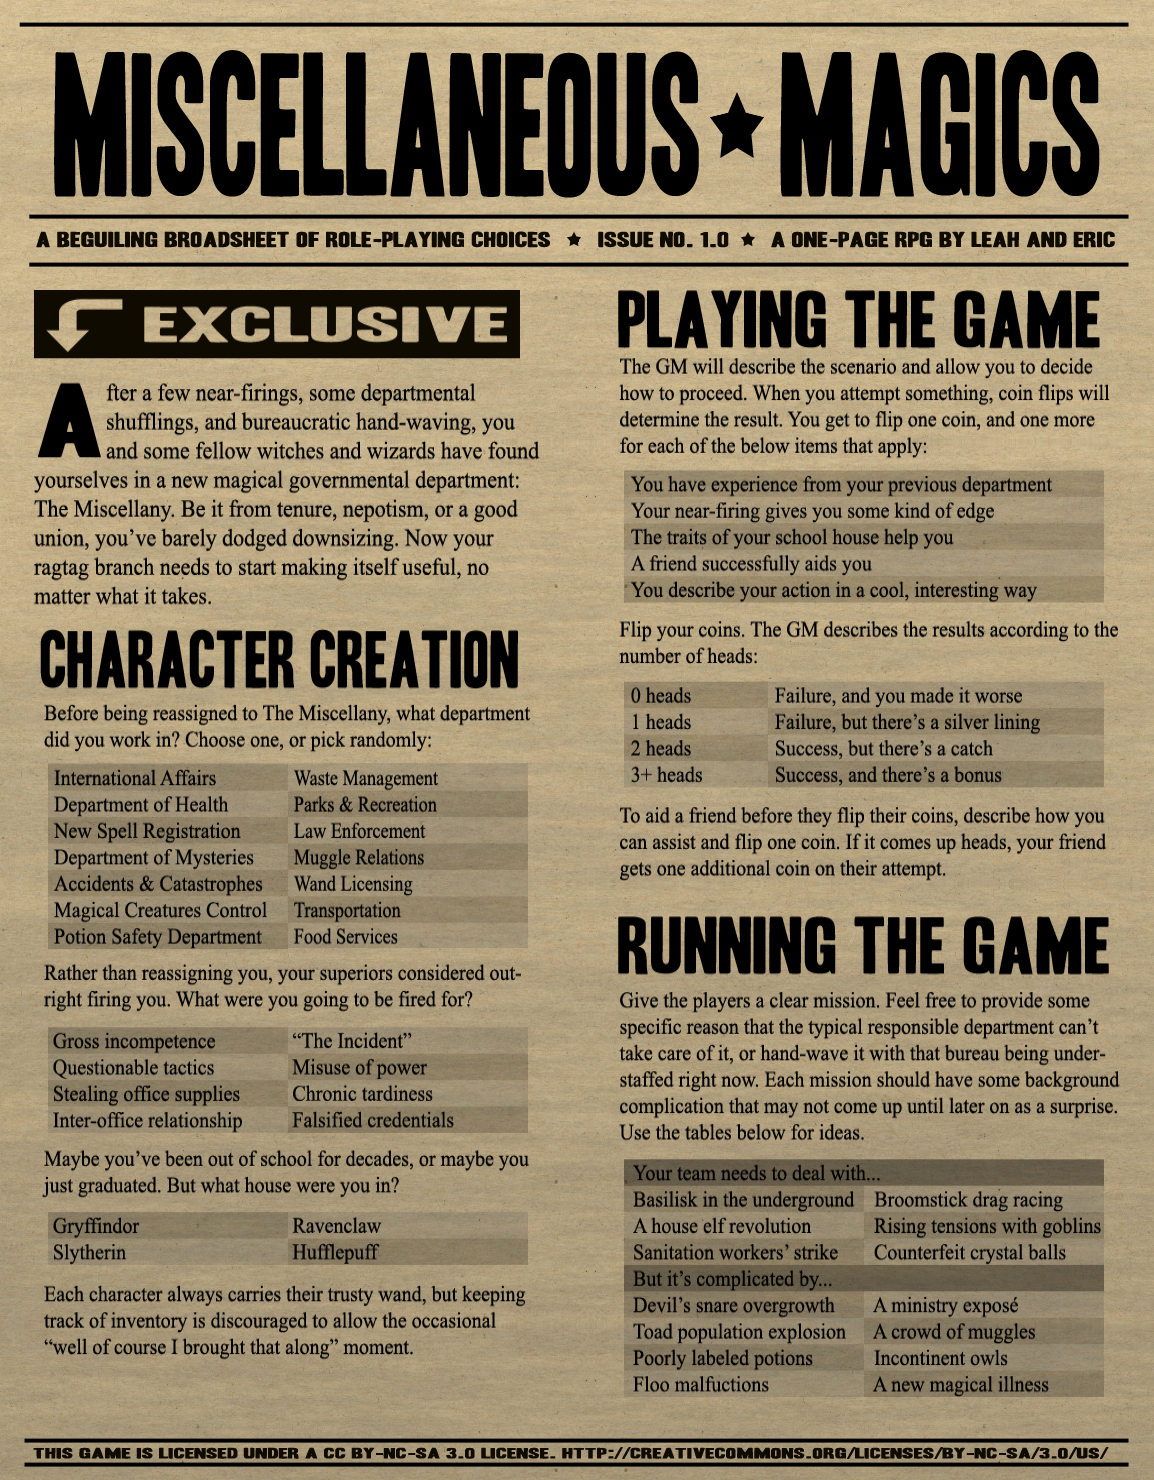 MISCELLANEOUS ★ MAGICS
A BEGUILING BROADSHEET OF ROLE-PLAYING CHOICES ★ ISSUE NO. 1.0 ★ A ONE-PAGE RPG BY LEAH AND ERIC
EXCLUSIVE
After a few near-firings, some departmental
shufflings, and bureaucratic hand-waving, you
and some fellow witches and wizards have found
yourselves in a new magical governmental department:
The Miscellany. Be it from tenure, nepotism, or a good
union, you've barely dodged downsizing. Now your
ragtag branch needs to start making itself useful, no
matter what it takes.
CHARACTER CREATION
Before being reassigned to The Miscellany, what department
did you work in? Choose one, or pick randomly:
International Affairs Waste Management
Department of Health Parks & Recreation
New Spell Registration Law Enforcement
Department of Mysteries Muggle Relations
Accidents & Catastrophes Wand Licensing
Magical Creatures Control Transportation
Potion Safety Department Food Services
Rather than reassigning you, your superiors considered out-
right firing you. What were you going to be fired for?
Gross incompetence "The Incident"
Questionable tactics Misuse of power
Stealing office supplies Chronic tardiness
Inter-office relationship Falsified credentials
Maybe you've been out of school for decades, or maybe you
just graduated. But what house were you in?
Gryffindor Ravenclaw
Slytherin Hufflepuff
Each character always carries their trusty wand, but keeping
track of inventory is discouraged to allow the occasional
"well of course I brought that along" moment.
PLAYING THE GAME
The GM will describe the scenario and allow you to decide
how to proceed. When you attempt something, coin flips will
determine the result. You get to flip one coin, and one more
for each of the below items that apply:
You have experience from your previous department
Your near-firing gives you some kind of edge
The traits of your school house help you
A friend successfully aids you
You describe your action in a cool, interesting way
Flip your coins. The GM describes the results according to the
number of heads:
0 heads Failure, and you made it worse
1 heads Failure, but there's a silver lining
2 heads Success, but there's a catch
3+ heads Success, and there's a bonus
To aid a friend before they flip their coins, describe how you
can assist and flip one coin. If it comes up heads, your friend
gets one additional coin on their attempt.
RUNNING THE GAME
Give the players a clear mission. Feel free to provide some
specific reason that the typical responsible department can't
take care of it, or hand-wave it with that bureau being under-
staffed right now. Each mission should have some background
complication that may not come up until later on as a surprise.
Use the tables below for ideas.
Your team needs to deal with...
Basilisk in the underground Broomstick drag racing
A house elf revolution Rising tensions with goblins
Sanitation workers' strike Counterfeit crystal balls
But it's complicated by...
Devil's snare overgrowth A ministry exposé
Toad population explosion A crowd of muggles
Poorly labeled potions Incontinent owls
Floo malfuctions A new magical illness
THIS GAME IS LICENSED UNDER A CC BY-NC-SA 3.0 LICENSE. HTTP://CREATIVECOMMONS.ORG/LICENSES/BY-NC-SA/3.0/US/